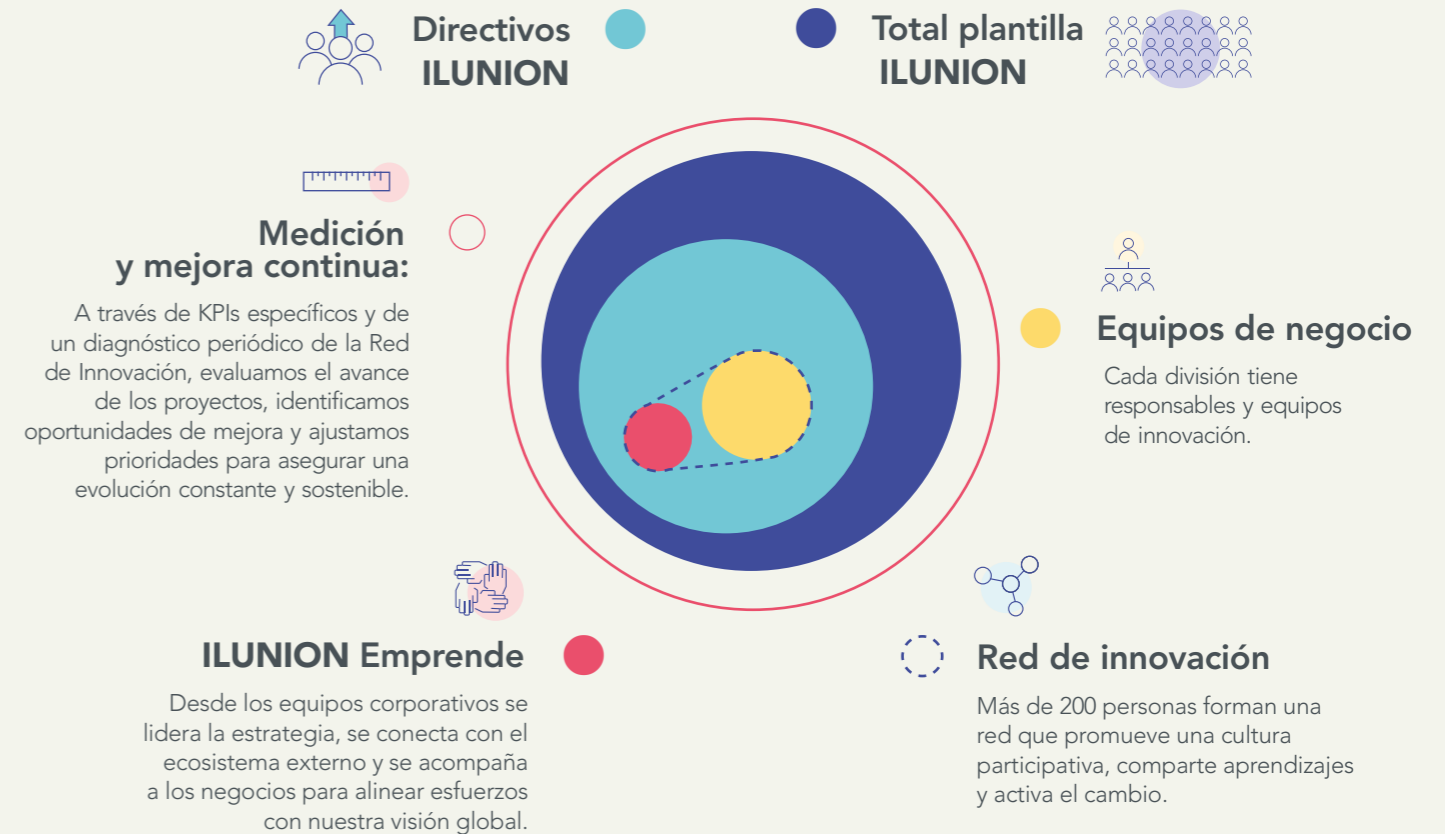 Directivos
ILUNION
Total plantilla
ILUNION
Medición
y mejora continua:
A través de KPIs específicos y de
un diagnóstico periódico de la Red
de Innovación, evaluamos el avance
de los proyectos, identificamos
oportunidades de mejora y ajustamos
prioridades para asegurar una
evolución constante y sostenible.
Equipos de negocio
Cada división tiene
responsables y equipos
de innovación.
ILUNION Emprende
Desde los equipos corporativos se
lidera la estrategia, se conecta con el
ecosistema externo y se acompaña
a los negocios para alinear esfuerzos
con nuestra visión global.
Red de innovación
Más de 200 personas forman una
red que promueve una cultura
participativa, comparte aprendizajes
y activa el cambio.